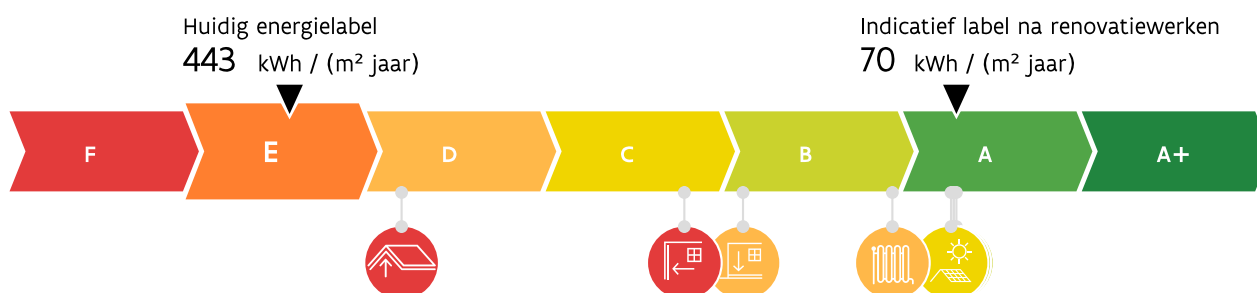 Huidig energielabel
443 kWh / (m² jaar)
Indicatief label na renovatiewerken
70 kWh / (m² jaar)
F E D C B A A+